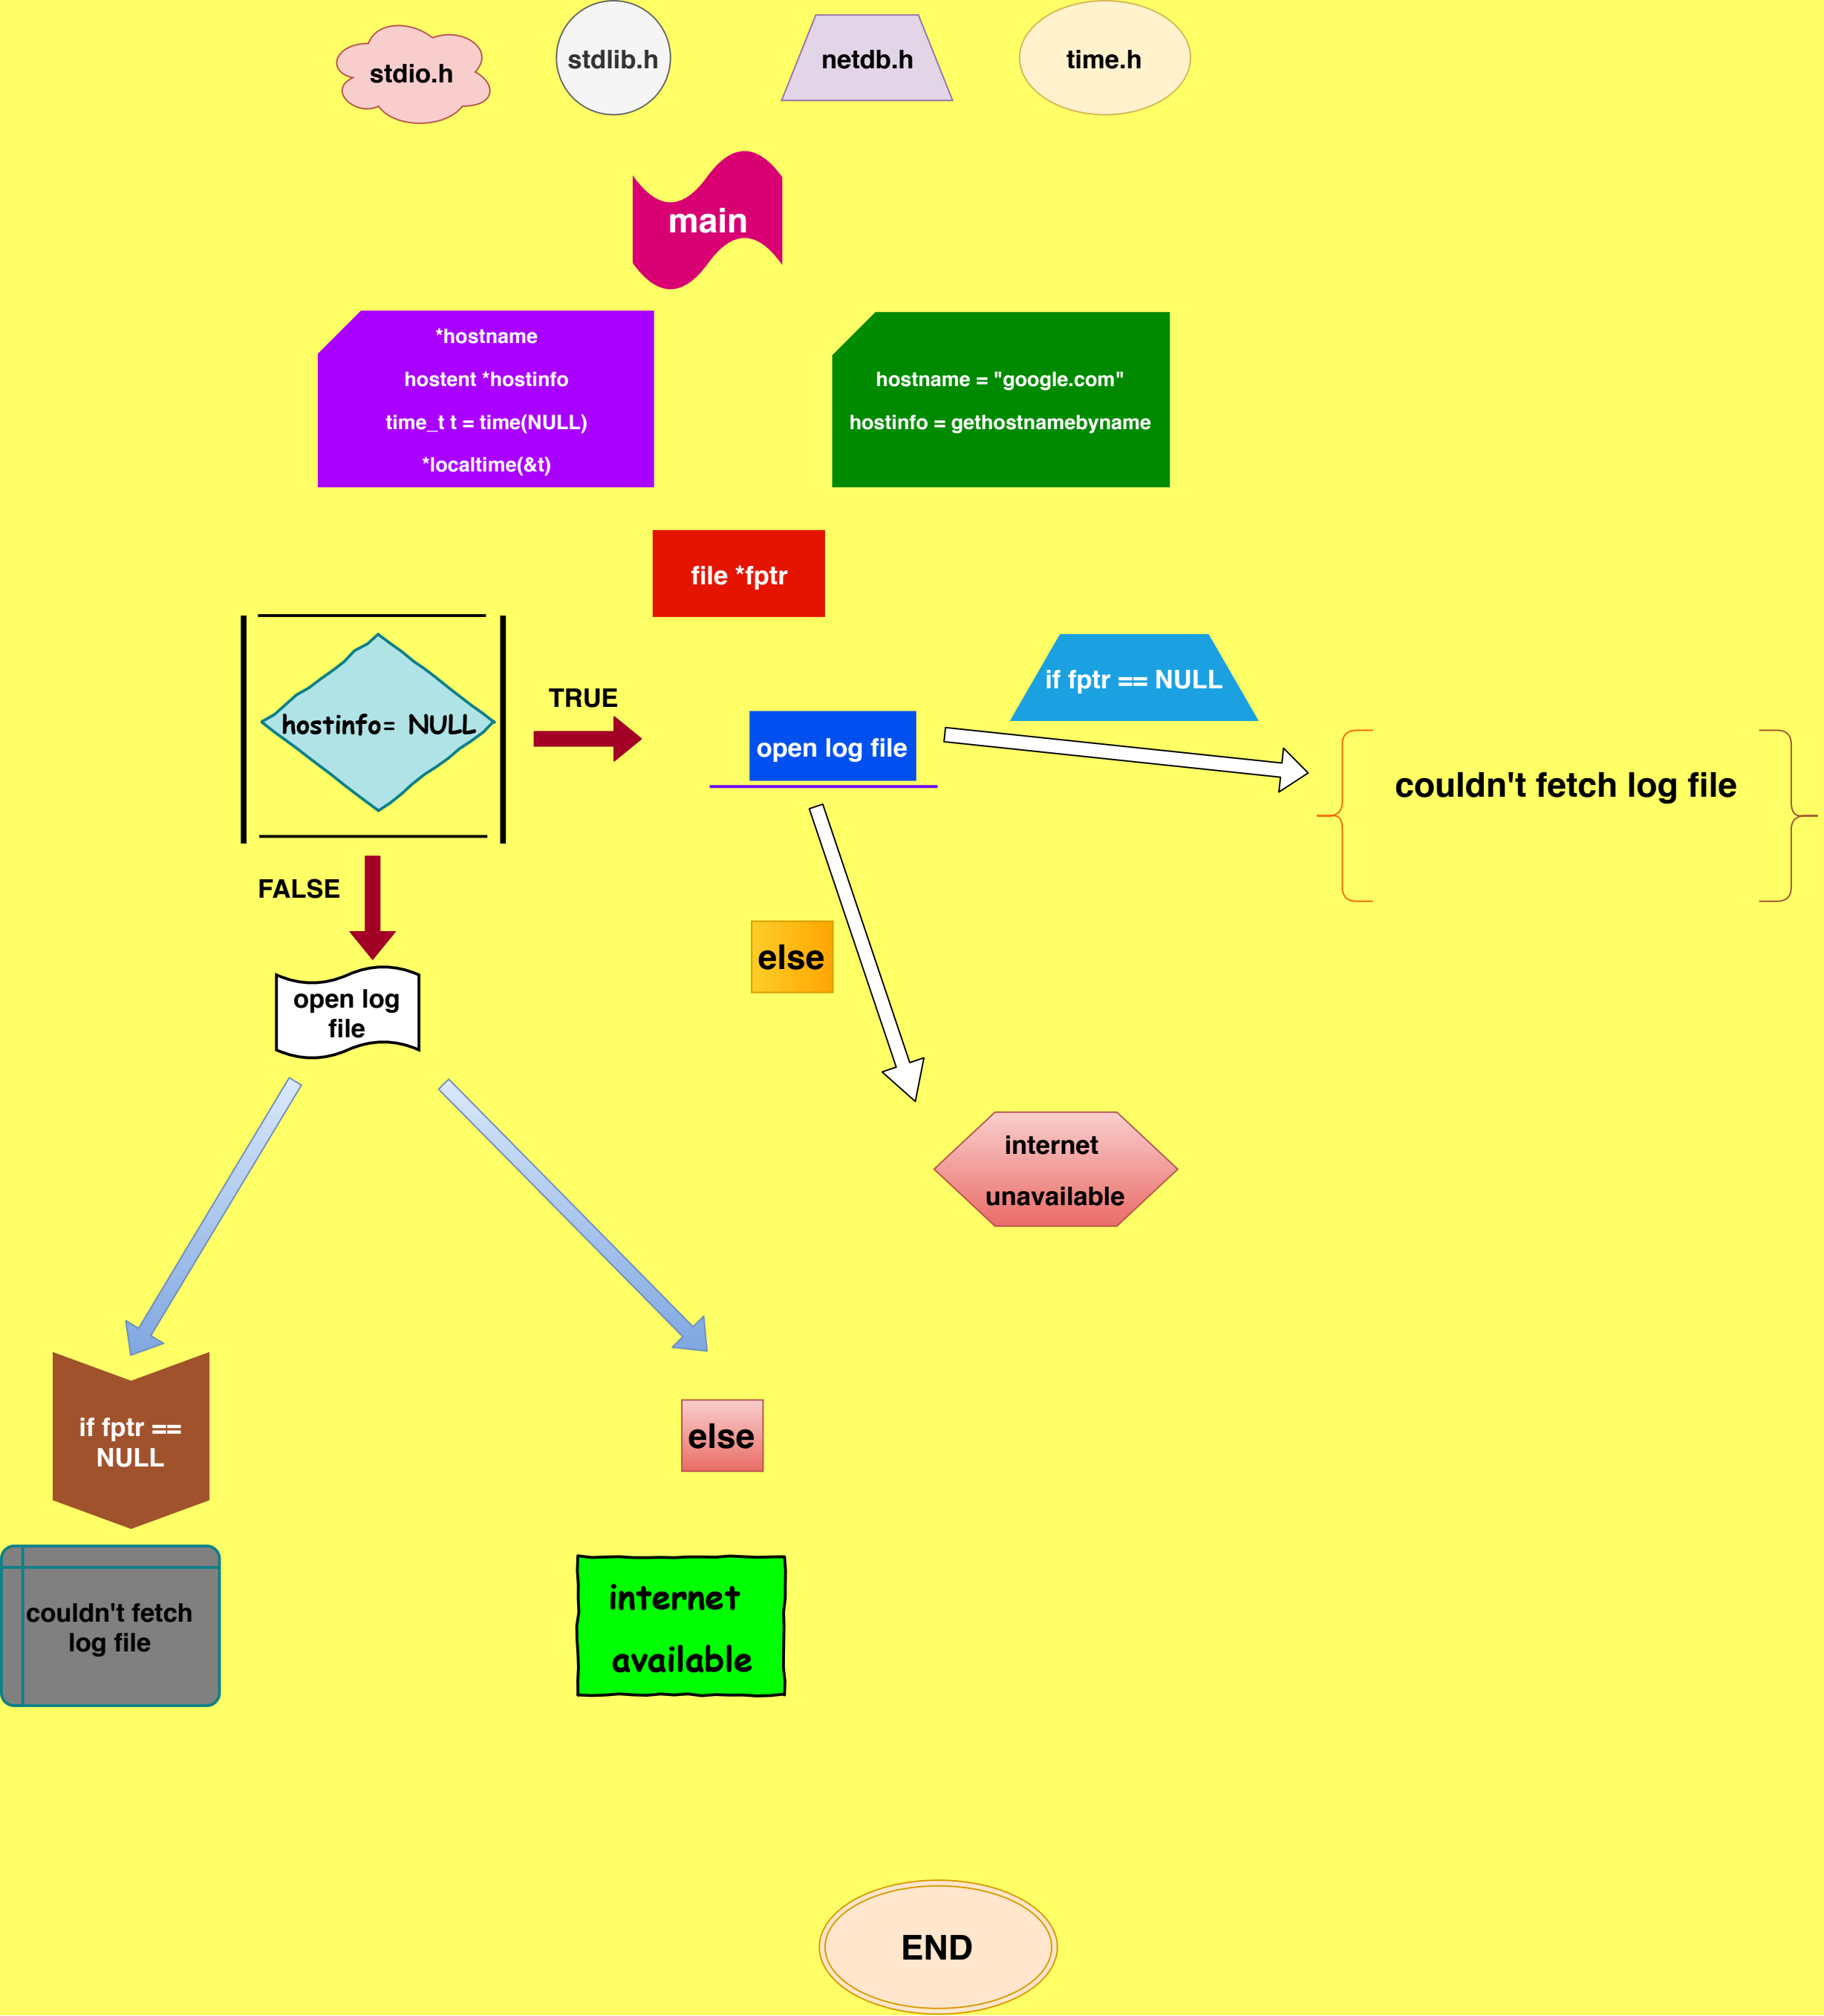 stdio.h
stdlib.h
netdb.h
time.h
main
*hostname
hostent *hostinfo
time_t t = time(NULL)
*localtime(&t)
hostname = "google.com"
hostinfo = gethostnamebyname
file *fptr
hostinfo= NULL
TRUE
open log file
if fptr == NULL
couldn't fetch log file
FALSE
open log
file
else
internet
unavailable
if fptr ==
NULL
else
couldn't fetch
log file
internet
available
END